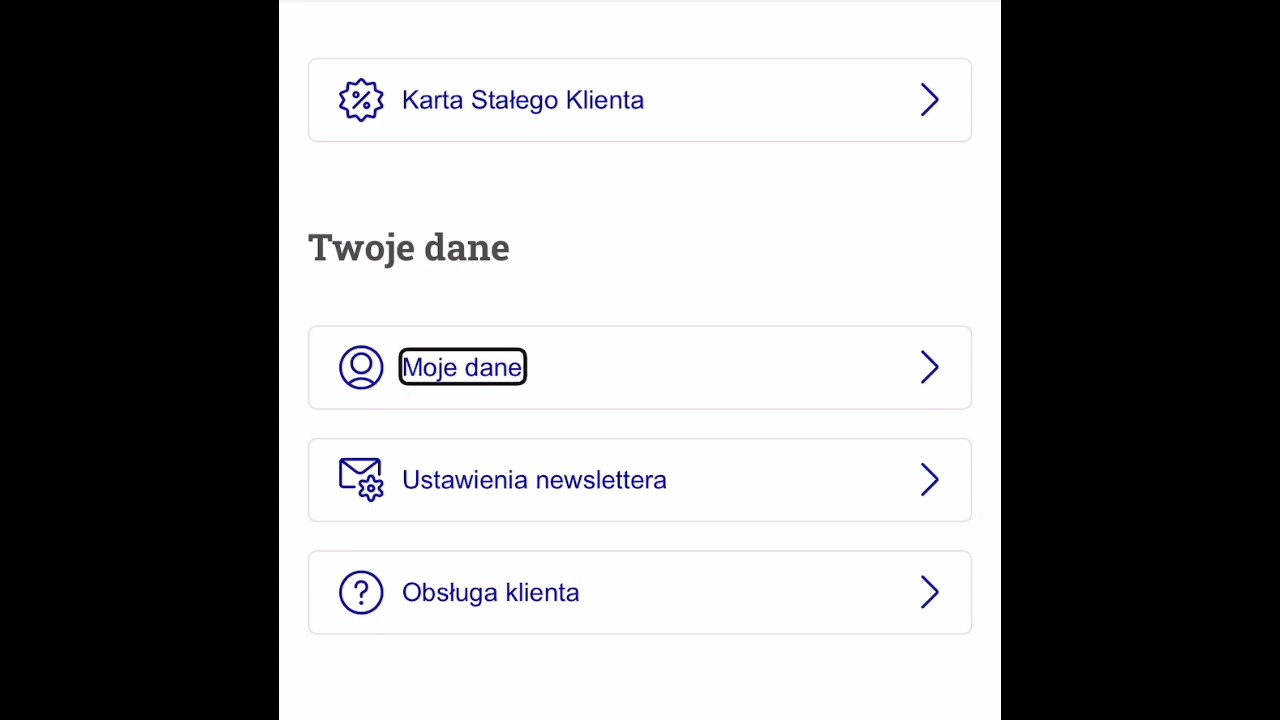 Karta Stałego Klienta
Twoje dane
Moje dane
Ustawienia newslettera
Obsługa klienta